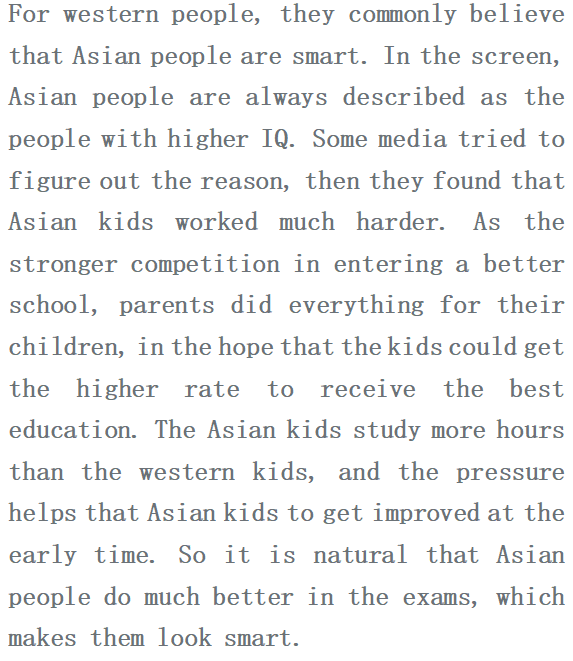 For western people, they commonly believe
that Asian people are smart. In the screen,
Asian people are always described as the
people with higher IQ. Some media tried to
figure out the reason, then they found that
Asian kids worked much harder. As the
stronger competition in entering a better
school, parents did everything for their
children, in the hope that the kids could get
the higher rate to receive the best
education. The Asian kids study more hours
than the western kids, and the pressure
helps that Asian kids to get improved at the
early time. So it is natural that Asian
people do much better in the exams, which
makes them look smart.